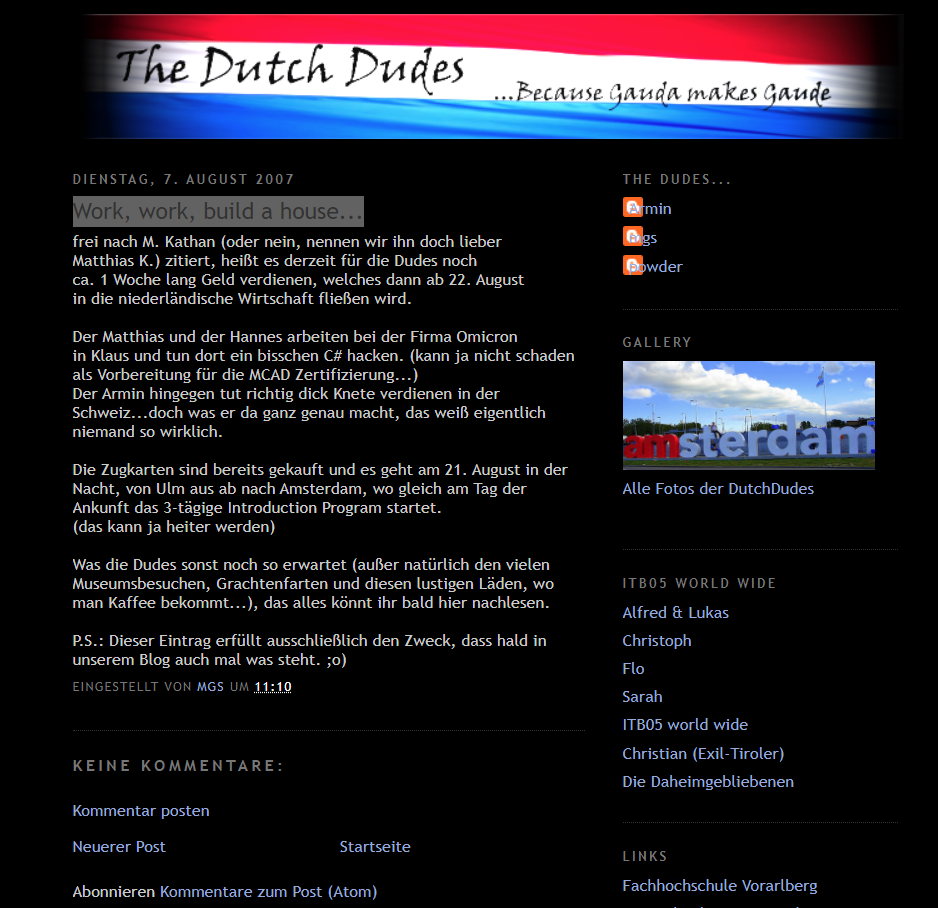 The Dutch Dudes
...Because Gauda makes Gaude
DIENSTAG, 7. AUGUST 2007
Work, work, build a house...
frei nach M. Kathan (oder nein, nennen wir ihn doch lieber
Matthias K.) zitiert, heißt es derzeit für die Dudes noch
ca. 1 Woche lang Geld verdienen, welches dann ab 22. August
in die niederländische Wirtschaft fließen wird.
Der Matthias und der Hannes arbeiten bei der Firma Omicron
in Klaus und tun dort ein bisschen C# hacken. (kann ja nicht schaden
als Vorbereitung für die MCAD Zertifizierung...)
Der Armin hingegen tut richtig dick Knete verdienen in der
Schweiz...doch was er da ganz genau macht, das weiß eigentlich
niemand so wirklich.
Die Zugkarten sind bereits gekauft und es geht am 21. August in der
Nacht, von Ulm aus ab nach Amsterdam, wo gleich am Tag der
Ankunft das 3-tägige Introduction Program startet.
(das kann ja heiter werden)
Was die Dudes sonst noch so erwartet (außer natürlich den vielen
Museumsbesuchen, Grachtenfarten und diesen lustigen Läden, wo
man Kaffee bekommt...), das alles könnt ihr bald hier nachlesen.
P.S.: Dieser Eintrag erfüllt ausschließlich den Zweck, dass hald in
unserem Blog auch mal was steht. ;o)
EINGESTELLT VON MGS UM 11:10
KEINE KOMMENTARE:
Kommentar posten
Neuerer Post
Startseite
Abonnieren Kommentare zum Post (Atom)
THE DUDES...
Armin
mgs
powder
GALLERY
amsterdam
Alle Fotos der DutchDudes
ITB05 WORLD WIDE
Alfred & Lukas
Christoph
Flo
Sarah
ITB05 world wide
Christian (Exil-Tiroler)
Die Daheimgebliebenen
LINKS
Fachhochschule Vorarlberg